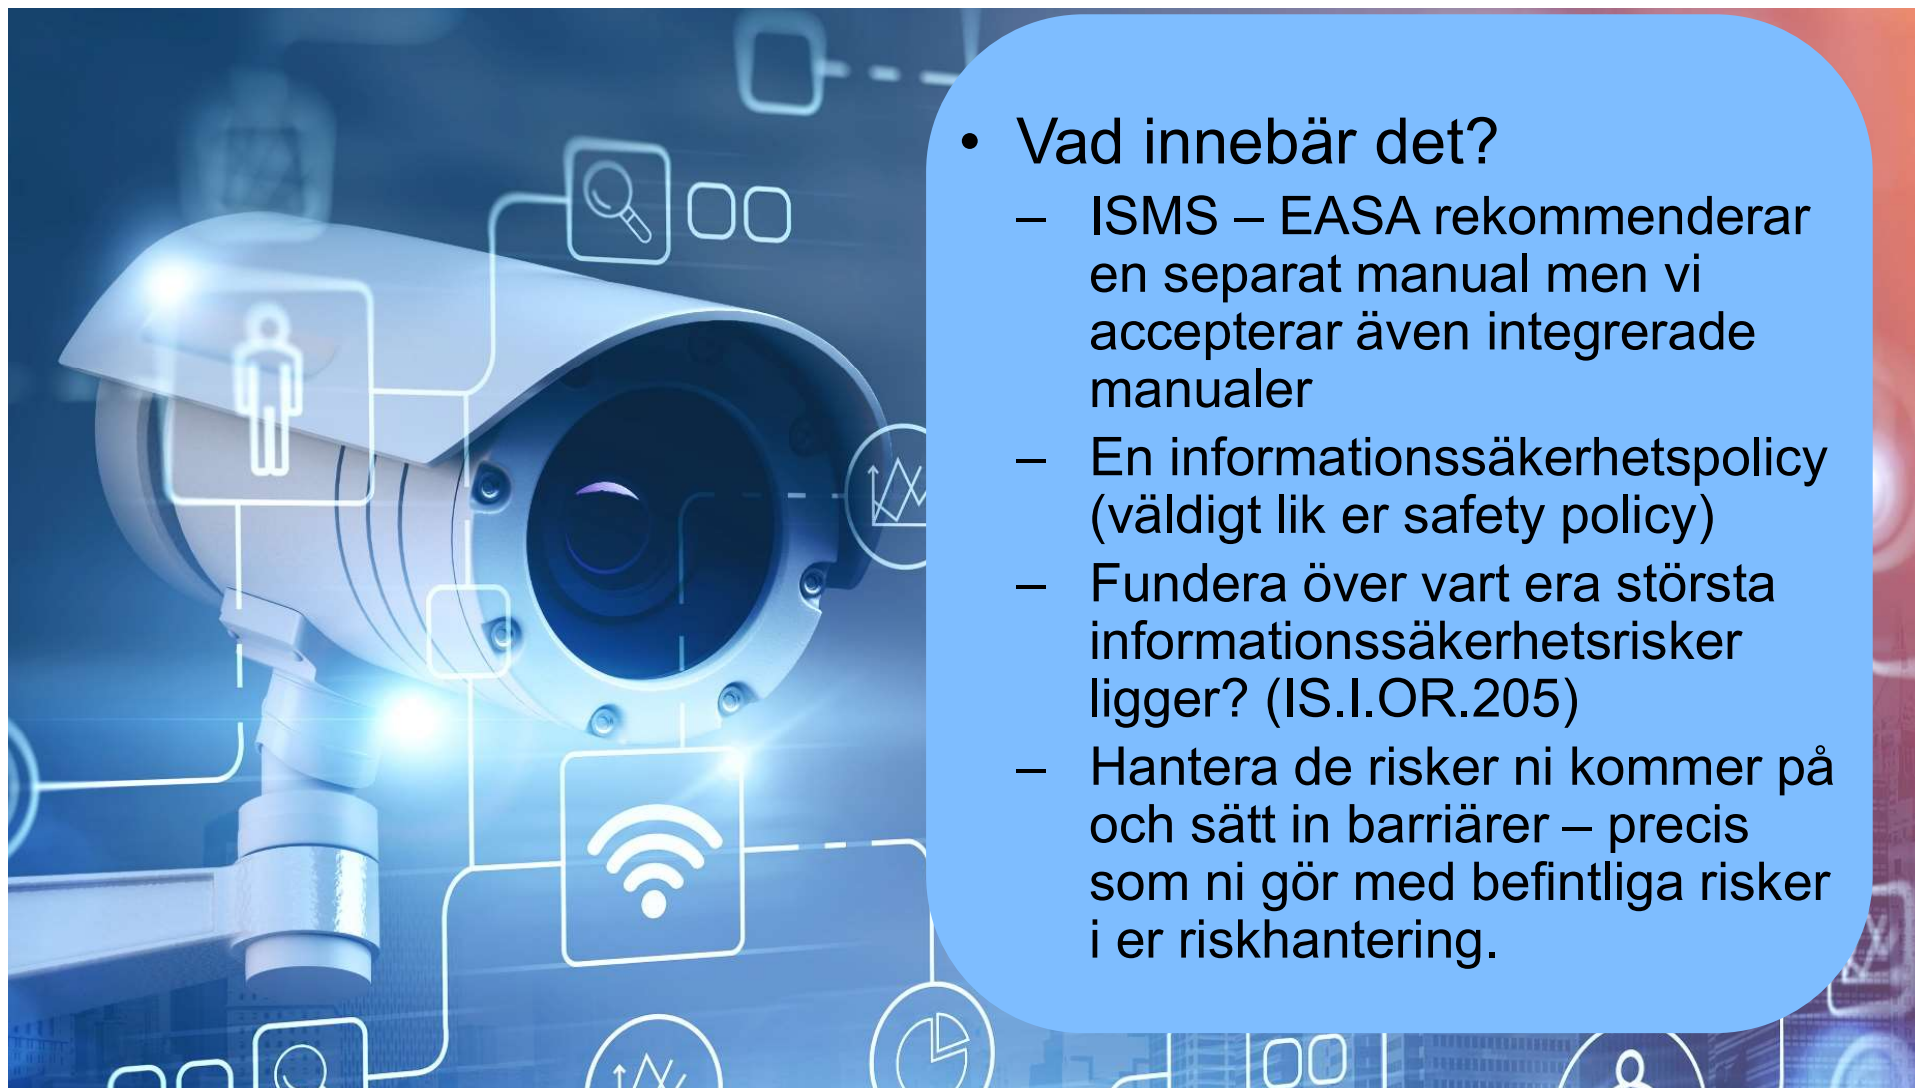 • Vad innebär det?
– ISMS – EASA rekommenderar
en separat manual men vi
accepterar även integrerade
manualer
– En informationssäkerhetspolicy
(väldigt lik er safety policy)
– Fundera över vart era största
informationssäkerhetsrisker
ligger? (IS.I.OR.205)
– Hantera de risker ni kommer på
och sätt in barriärer – precis
som ni gör med befintliga risker
i er riskhantering.